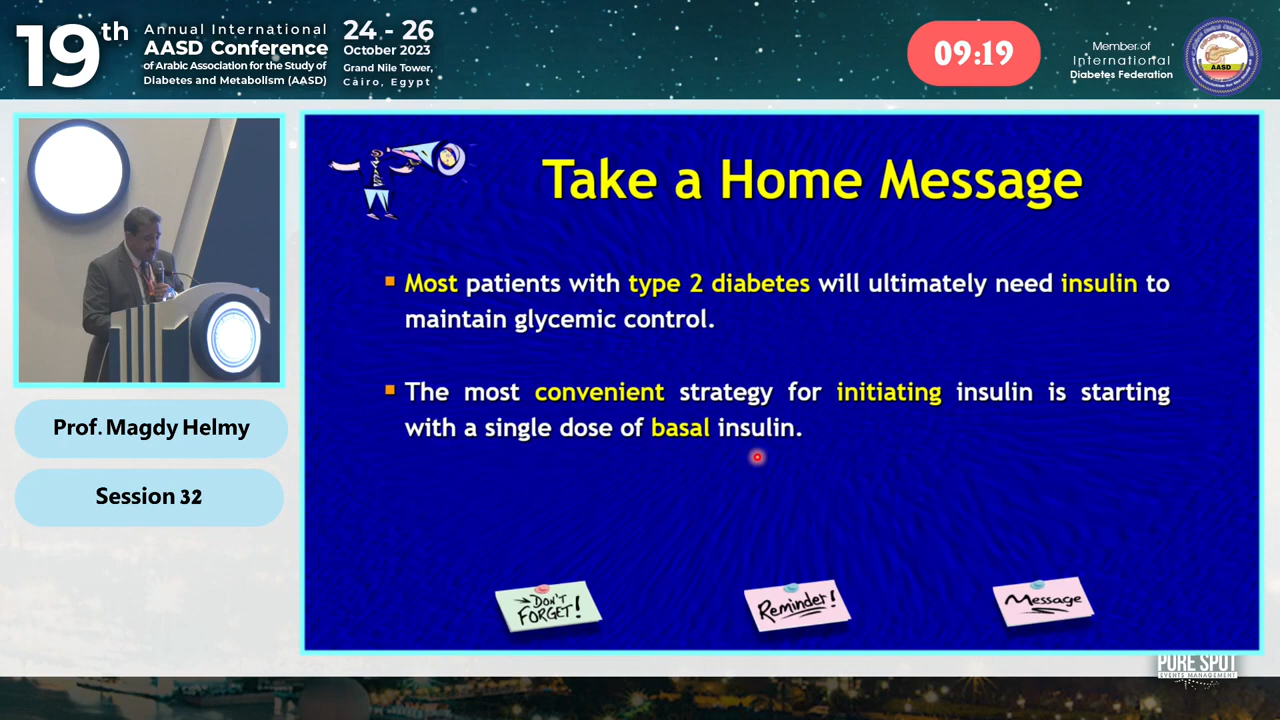 19th
Annual International
AASD Conference
of Arabic Association for the Study of
Diabetes and Metabolism (AASD)
24 - 26
October 2023
Grand Nile Tower,
Cairo, Egypt
09:19
Member of
International
Diabetes Federation
AASD
Take a Home Message
Most patients with type 2 diabetes will ultimately need insulin to
maintain glycemic control.
The most convenient strategy for initiating insulin is starting
with a single dose of basal insulin.
Prof. Magdy Helmy
Session 32
DON'T
FORGET!
Reminder!
Message
PURE SPOT
EVENTS MANAGEMENT